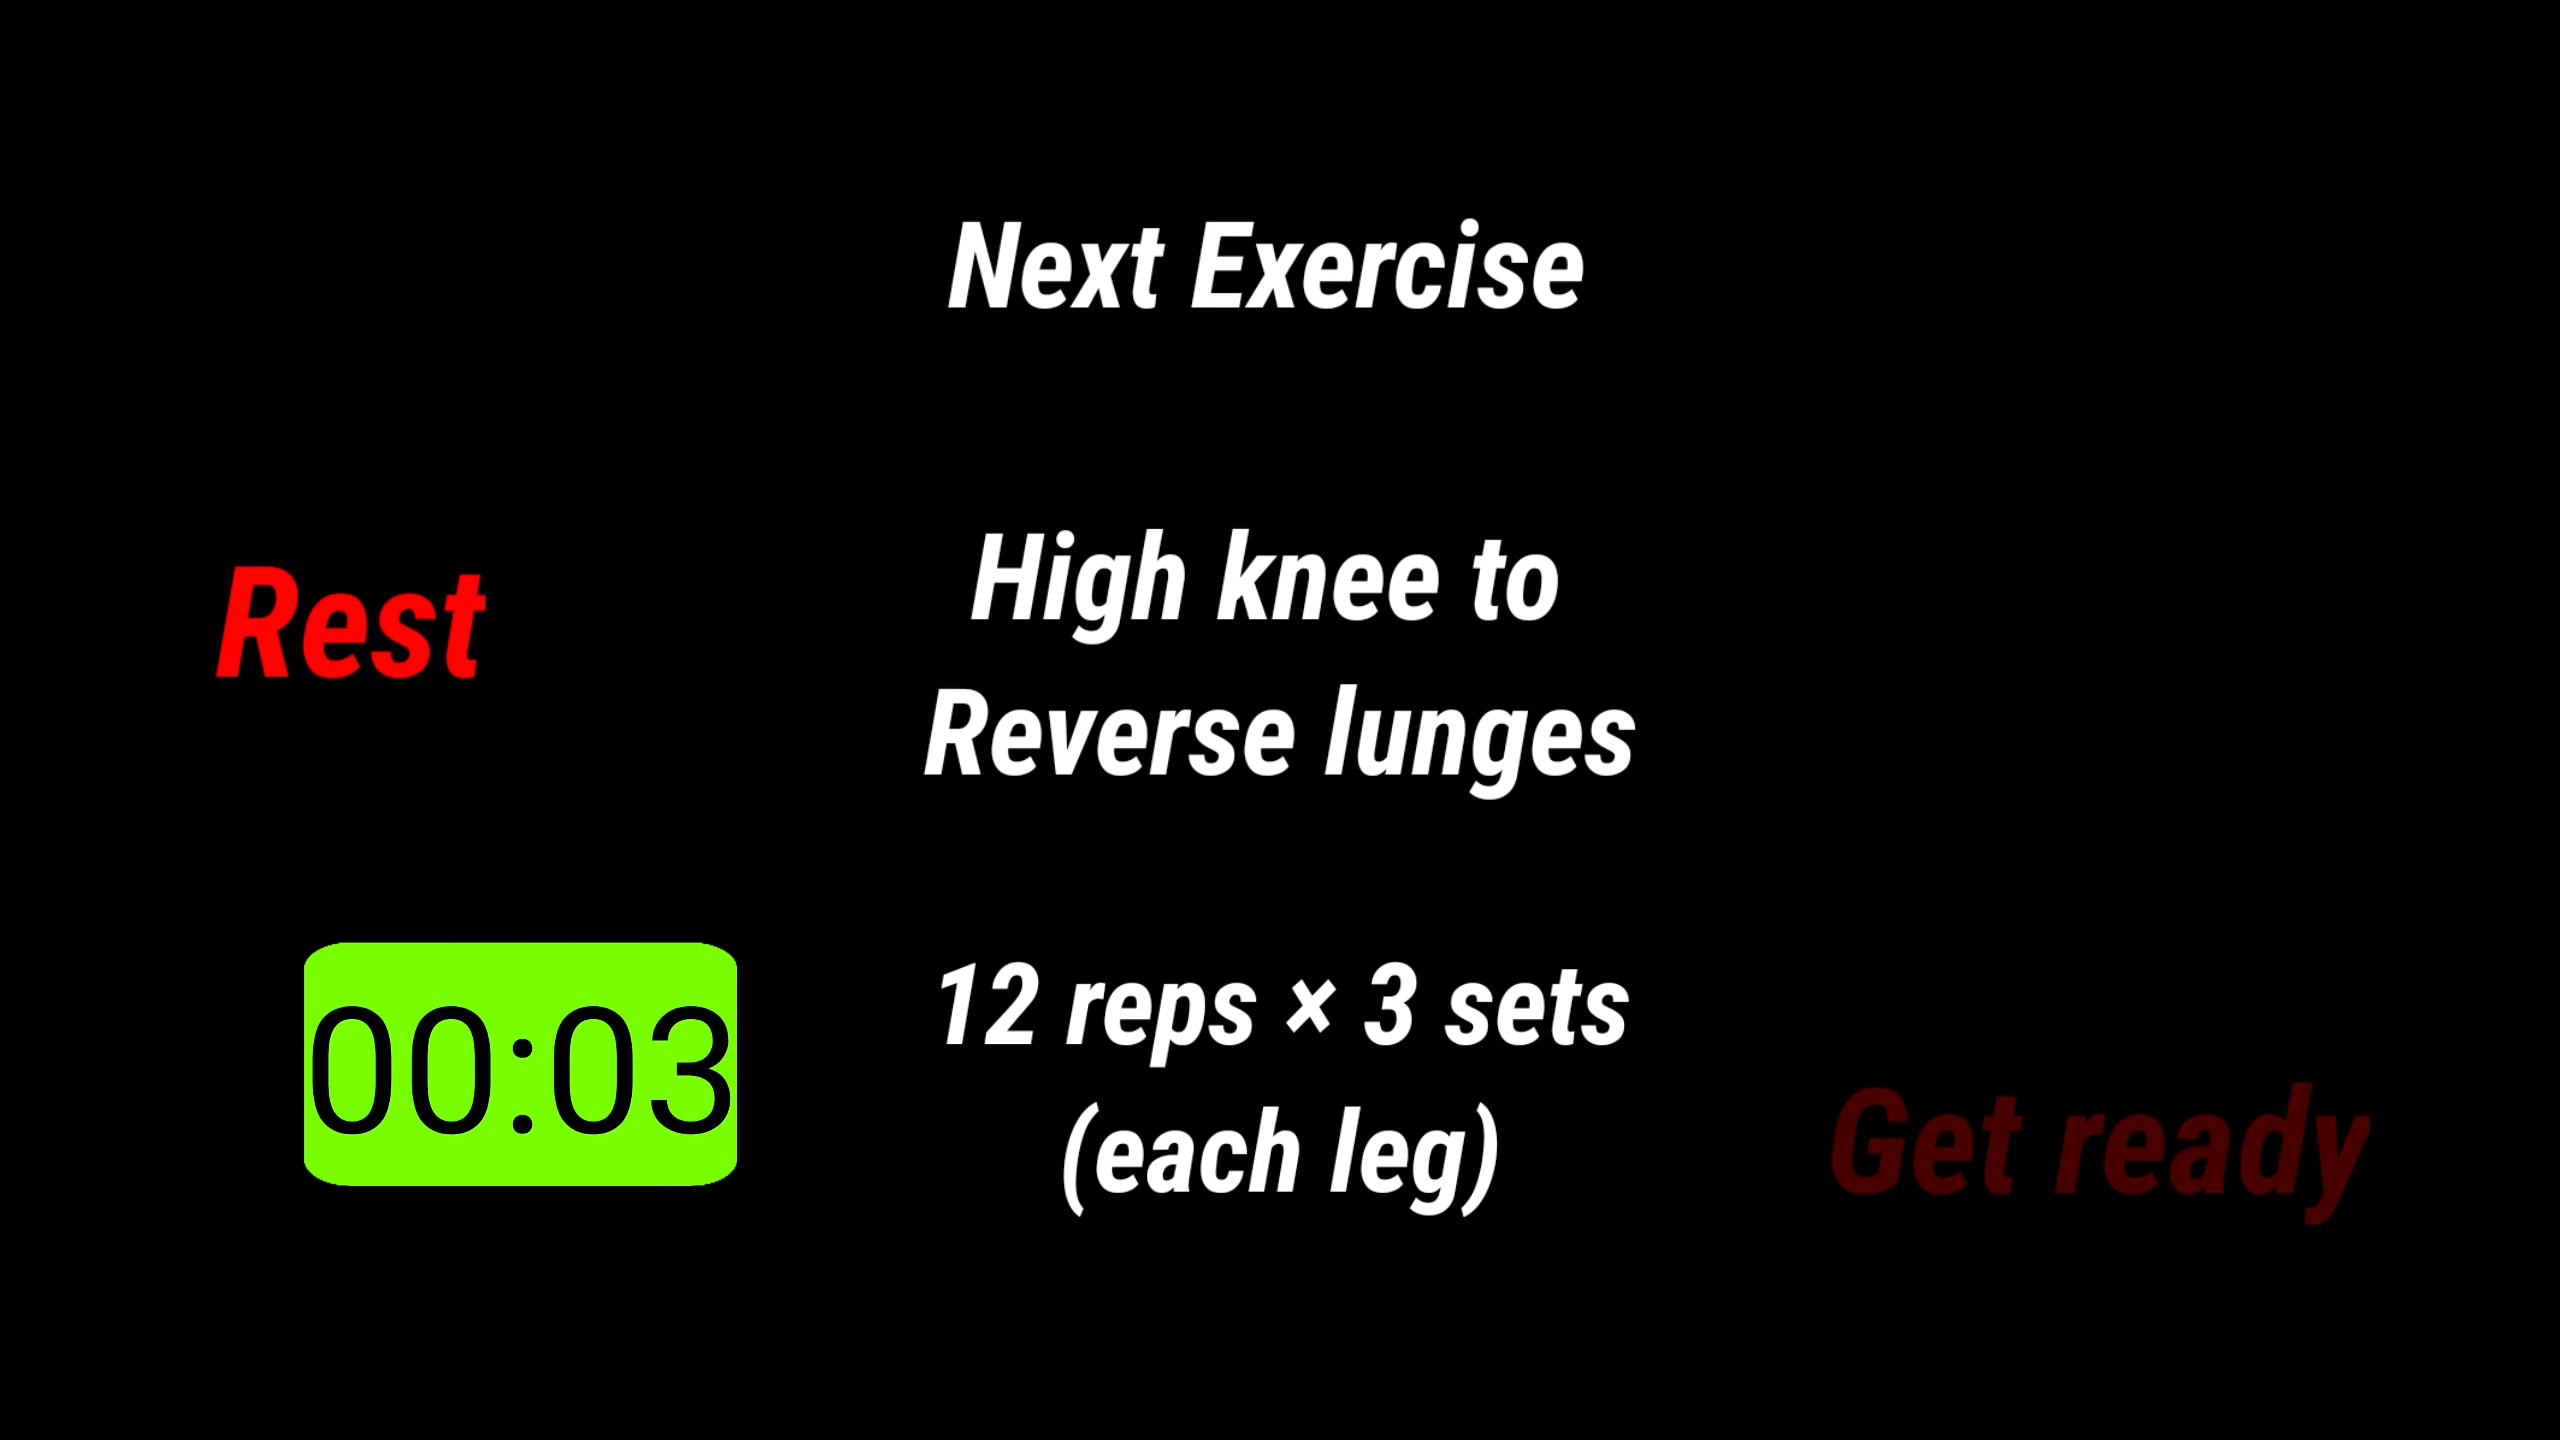 Next Exercise
Rest
High knee to
Reverse lunges
00:03
12 reps × 3 sets
(each leg)
Get ready